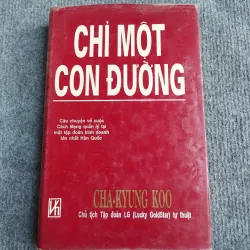 CHỈ MỘT
CON ĐƯỜNG
Câu chuyện về cuộc
Cách Mạng quản lý tại
một tập đoàn kinh doanh
lớn nhất Hàn Quốc
CHA-KYUNG KOO
Chủ tịch Tập đoàn LG (Lucky GoldStar) tự thuật